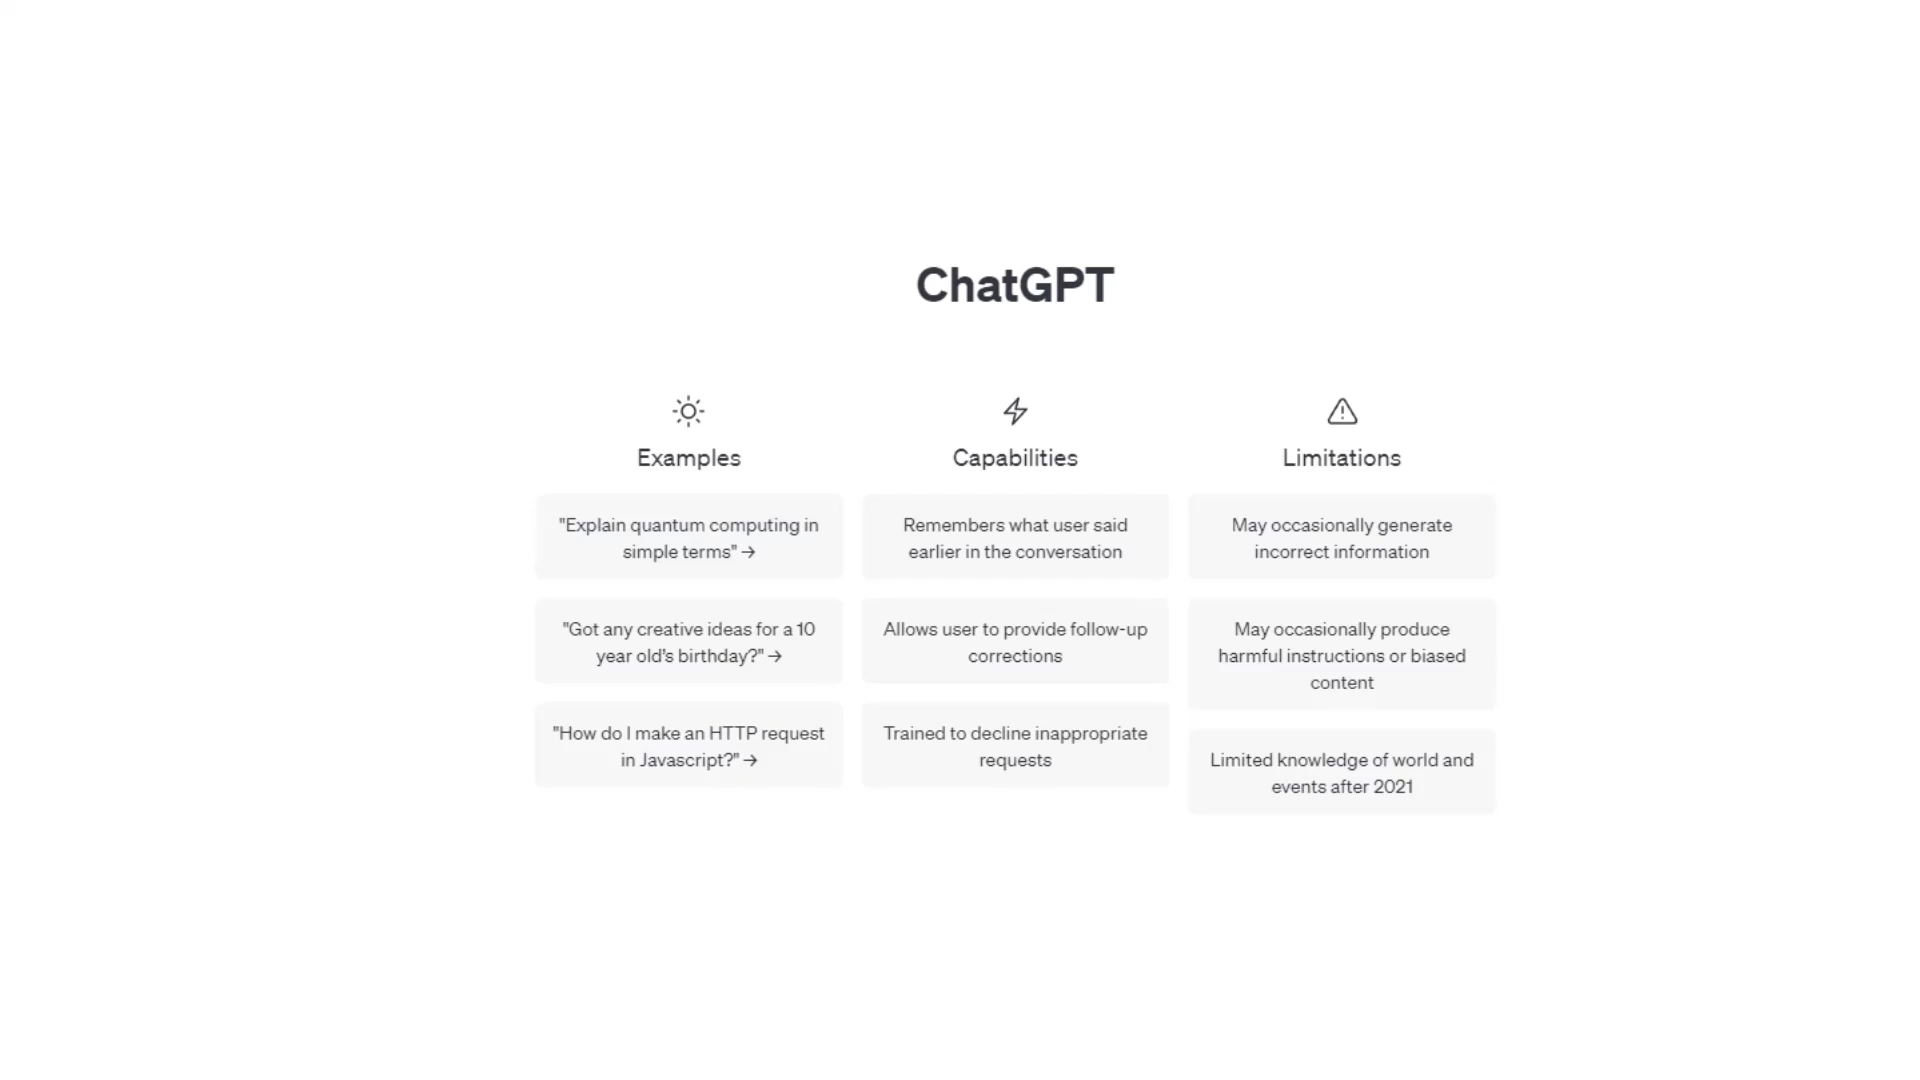 ChatGPT
Examples
"Explain quantum computing in
simple terms" →
"Got any creative ideas for a 10
year old's birthday?" →
"How do I make an HTTP request
in Javascript?" →
Capabilities
Remembers what user said
earlier in the conversation
Allows user to provide follow-up
corrections
Trained to decline inappropriate
requests
Limitations
May occasionally generate
incorrect information
May occasionally produce
harmful instructions or biased
content
Limited knowledge of world and
events after 2021